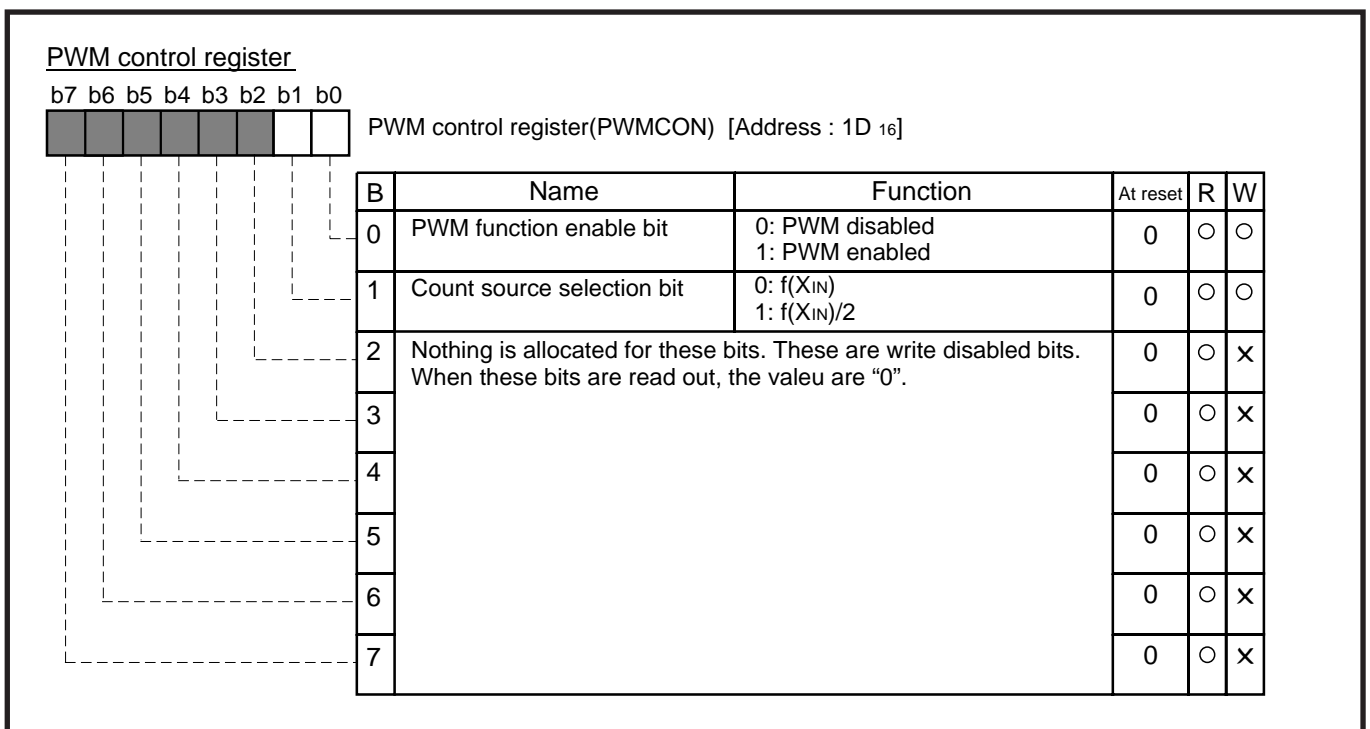 PWM control register
b7 b6 b5 b4 b3 b2 b1 b0
PWM control register(PWMCON) [Address : 1D 16]
B Name Function At reset R W
0 PWM function enable bit 0: PWM disabled 0 ○ ○
1: PWM enabled
1 Count source selection bit 0: f(XIN) 0 ○ ○
1: f(XIN)/2
2 Nothing is allocated for these bits. These are write disabled bits. 0 ○ ×
When these bits are read out, the valeu are “0”.
3 0 ○ ×
4 0 ○ ×
5 0 ○ ×
6 0 ○ ×
7 0 ○ ×